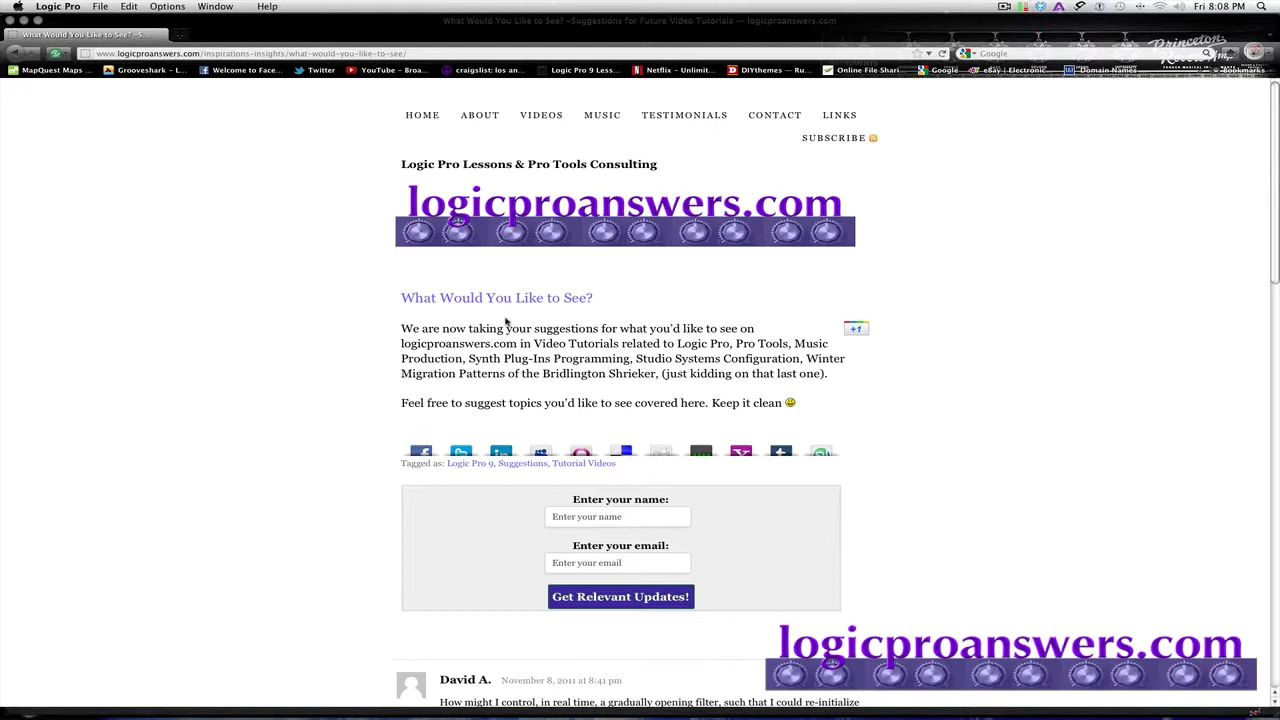 Logic Pro File Edit Options Window Help Fri 8:08 PM
What Would You Like to See? –Suggestions for Future Video Tutorials — logicproanswers.com
What Would You Like to See? –S...
www.logicproanswers.com/inspirations-insights/what-would-you-like-to-see/ Google
MapQuest Maps ... Grooveshark – L... Welcome to Face... Twitter YouTube – Broa... craigslist: los an... Logic Pro 9 Less... Netflix – Unlimit... DIYthemes — Ru... Online File Shari... Google eBay | Electronic... Domain Names... Bookmarks
HOME ABOUT VIDEOS MUSIC TESTIMONIALS CONTACT LINKS
SUBSCRIBE
Logic Pro Lessons & Pro Tools Consulting
logicproanswers.com
What Would You Like to See?
We are now taking your suggestions for what you'd like to see on
logicproanswers.com in Video Tutorials related to Logic Pro, Pro Tools, Music
Production, Synth Plug-Ins Programming, Studio Systems Configuration, Winter
Migration Patterns of the Bridlington Shrieker, (just kidding on that last one).
+1
Feel free to suggest topics you'd like to see covered here. Keep it clean
Tagged as: Logic Pro 9, Suggestions, Tutorial Videos
Enter your name:
Enter your name
Enter your email:
Enter your email
Get Relevant Updates!
logicproanswers.com
David A. November 8, 2011 at 8:41 pm
How might I control, in real time, a gradually opening filter, such that I could re-initialize